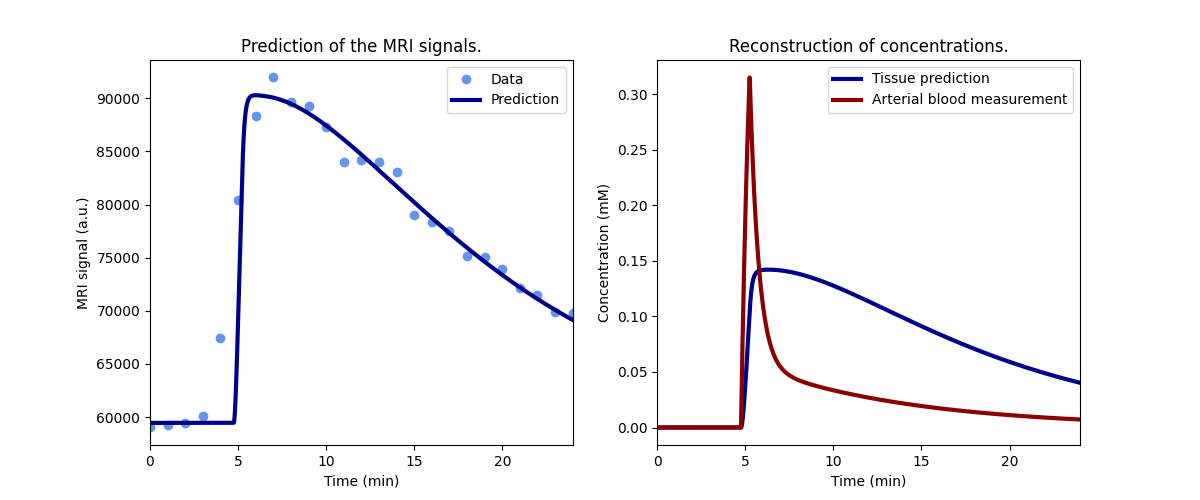 Prediction of the MRI signals.
MRI signal (a.u.)
90000
85000
80000
75000
70000
65000
60000
Data
Prediction
0
5
10
15
20
Time (min)
Reconstruction of concentrations.
Concentration (mM)
0.30
0.25
0.20
0.15
0.10
0.05
0.00
Tissue prediction
Arterial blood measurement
0
5
10
15
20
Time (min)